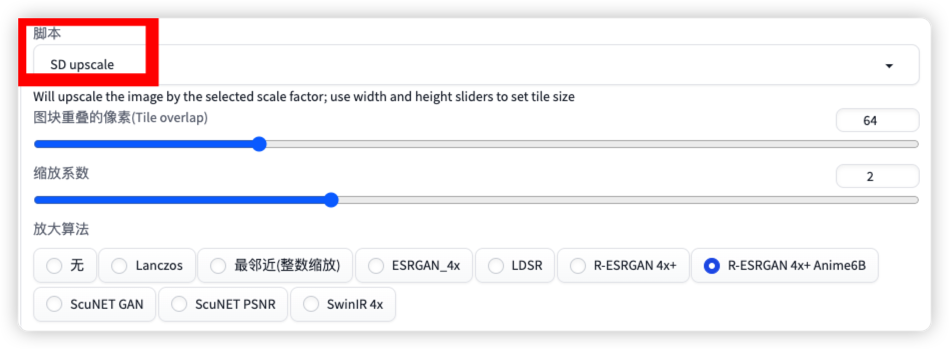 脚本
SD upscale
Will upscale the image by the selected scale factor; use width and height sliders to set tile size
图块重叠的像素(Tile overlap) 64
缩放系数 2
放大算法
无 Lanczos 最邻近(整数缩放) ESRGAN_4x LDSR R-ESRGAN 4x+ R-ESRGAN 4x+ Anime6B
ScuNET GAN ScuNET PSNR SwinIR 4x